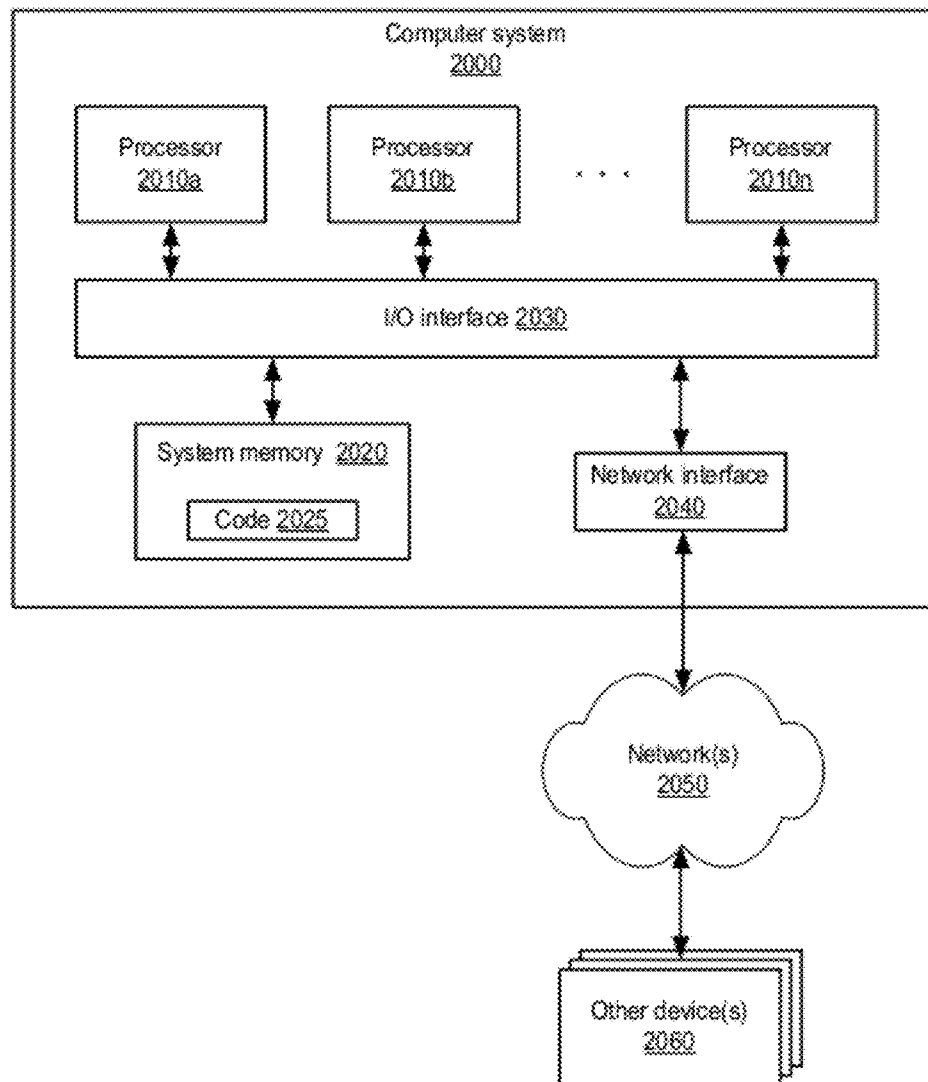 Computer system
2000
Processor
2010a
Processor
2010b
. . .
Processor
2010n
I/O interface 2030
System memory 2020
Code 2025
Network interface
2040
Network(s)
2050
Other device(s)
2060